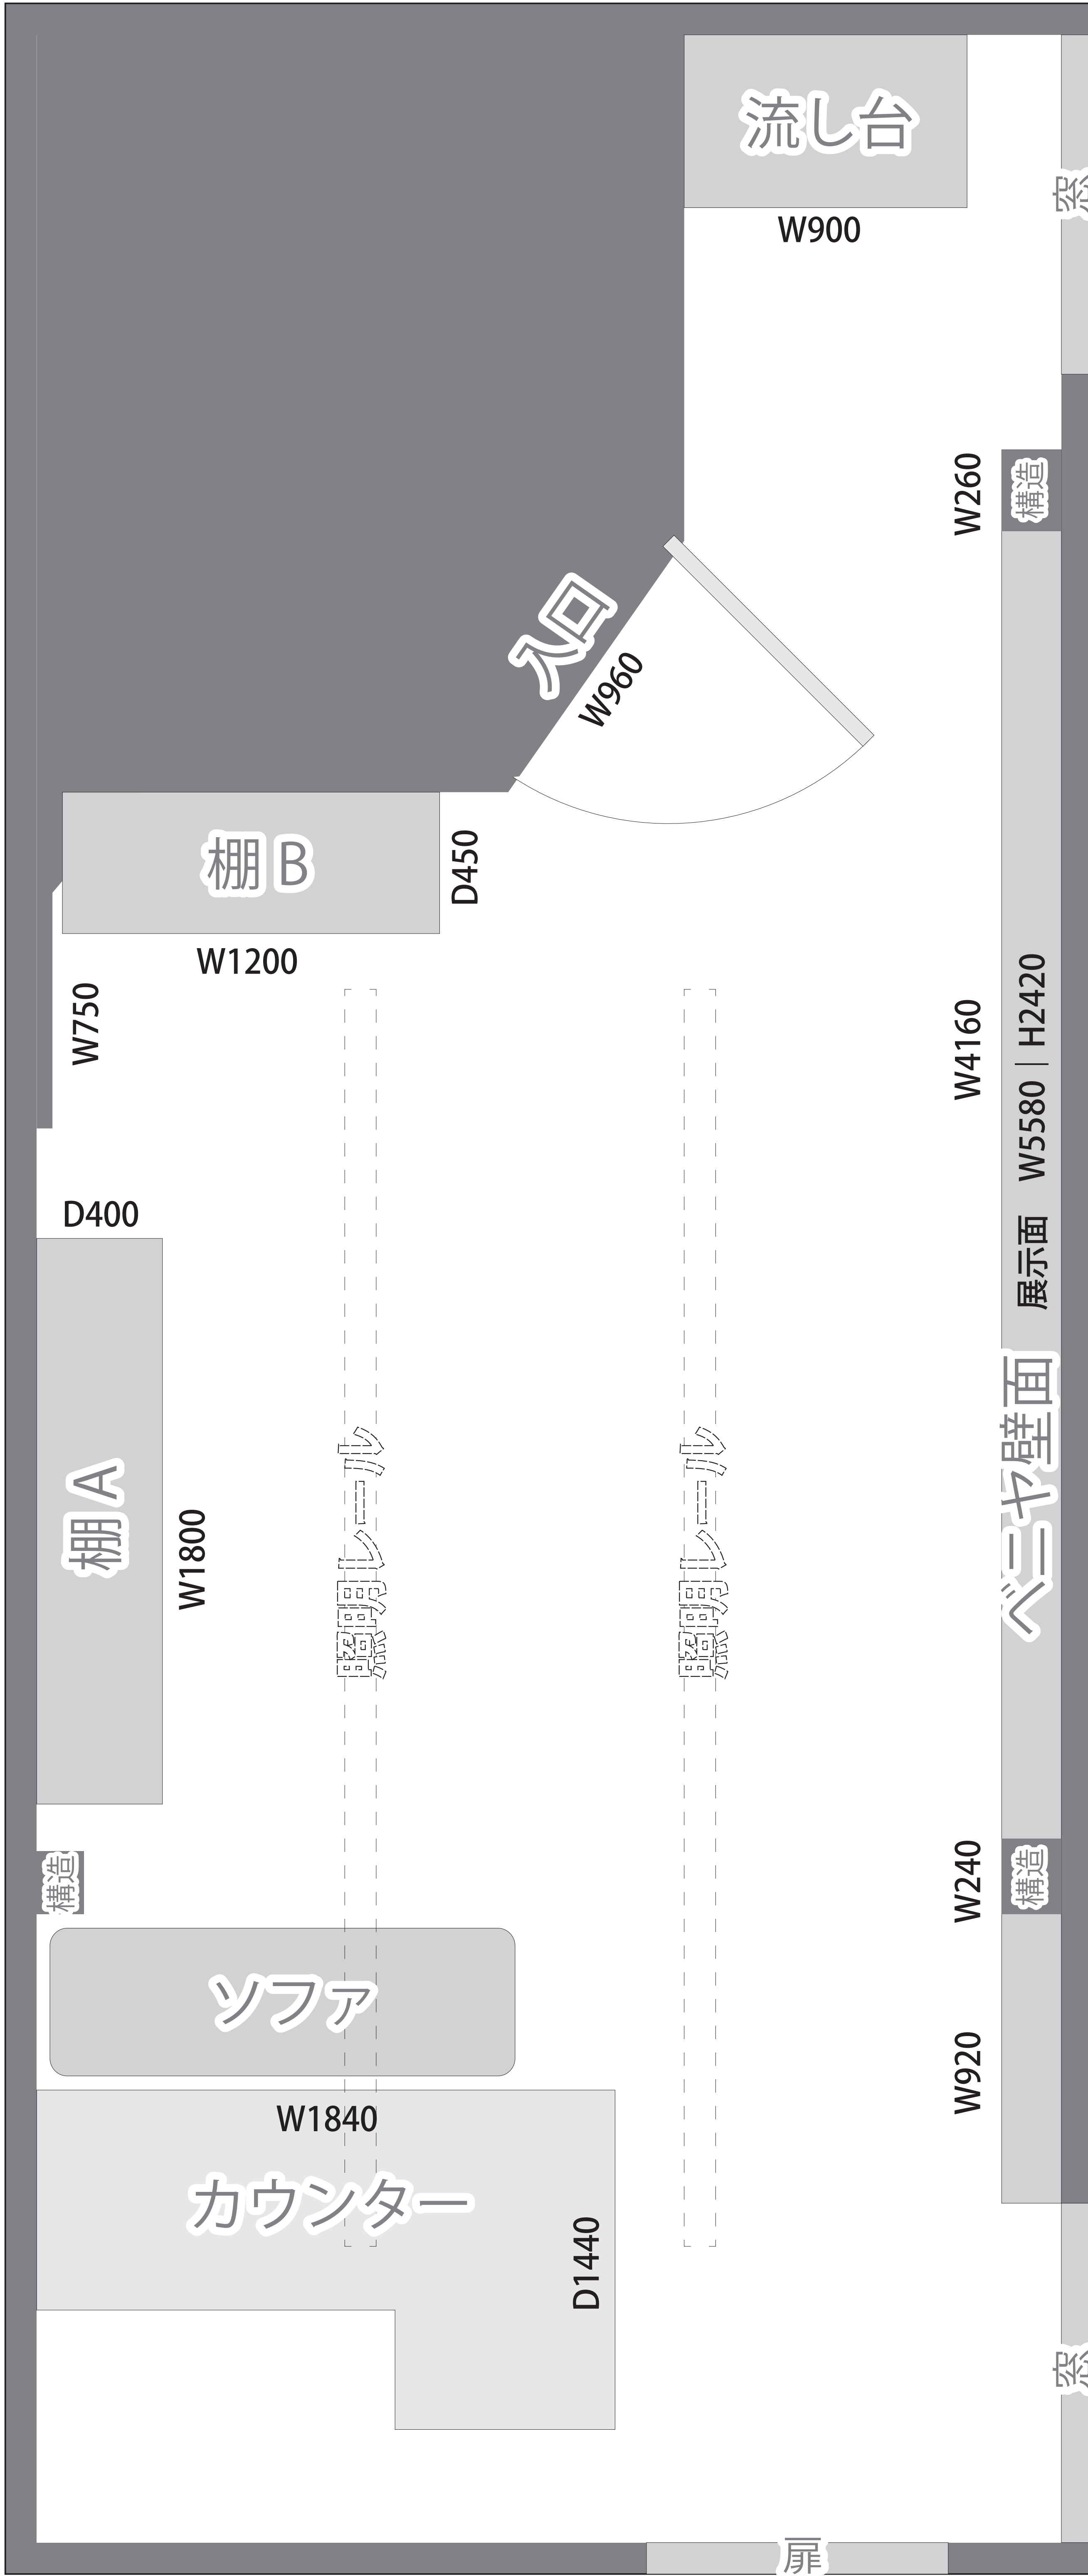 流し台
W900
窓
W260
構造
入口
W960
棚 B
D450
W1200
W750
W4160
展示面 W5580｜H2420
D400
棚 A
W1800
照明レール
照明レール
ベニヤ壁面
構造
W240
構造
ソファ
W920
W1840
カウンター
D1440
窓
扉